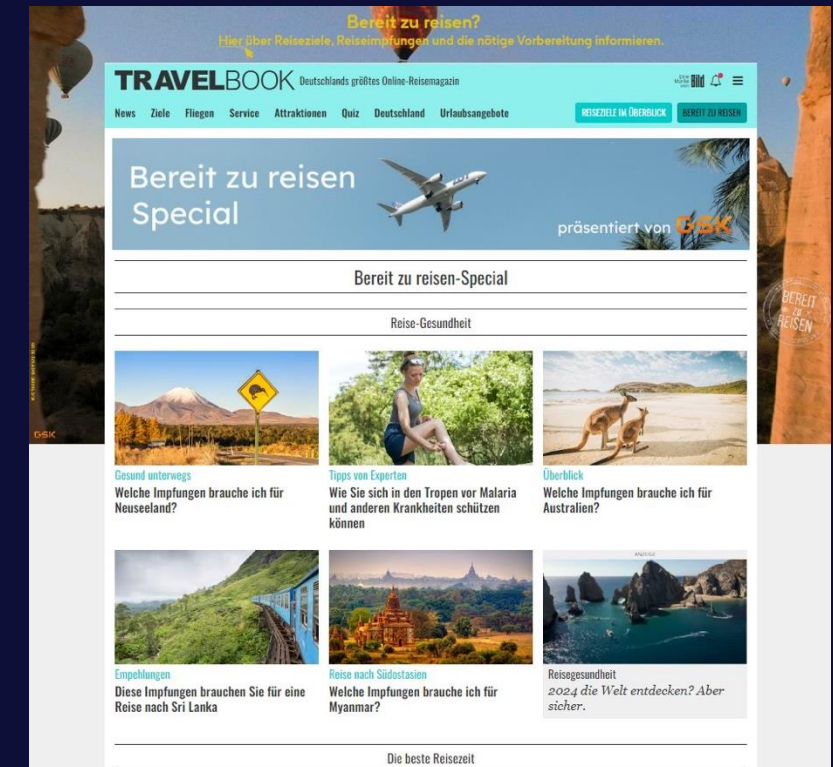 Bereit zu reisen?
Hier über Reiseziele, Reiseimpfungen und die nötige Vorbereitung informieren.
TRAVELBOOK Deutschlands größtes Online-Reisemagazin
Bild
News Ziele Fliegen Service Attraktionen Quiz Deutschland Urlaubsangebote REISEZIELE IM ÜBERBLICK BEREIT ZU REISEN
Bereit zu reisen
Special
präsentiert von GSK
Bereit zu reisen-Special
BEREIT
ZU
REISEN
Reise-Gesundheit
GSK
Gesund unterwegs
Welche Impfungen brauche ich für
Neuseeland?
Tipps von Experten
Wie Sie sich in den Tropen vor Malaria
und anderen Krankheiten schützen
können
Überblick
Welche Impfungen brauche ich für
Australien?
ANZEIGE
Empehlungen
Diese Impfungen brauchen Sie für eine
Reise nach Sri Lanka
Reise nach Südostasien
Welche Impfungen brauche ich für
Myanmar?
Reisegesundheit
2024 die Welt entdecken? Aber
sicher.
Die beste Reisezeit